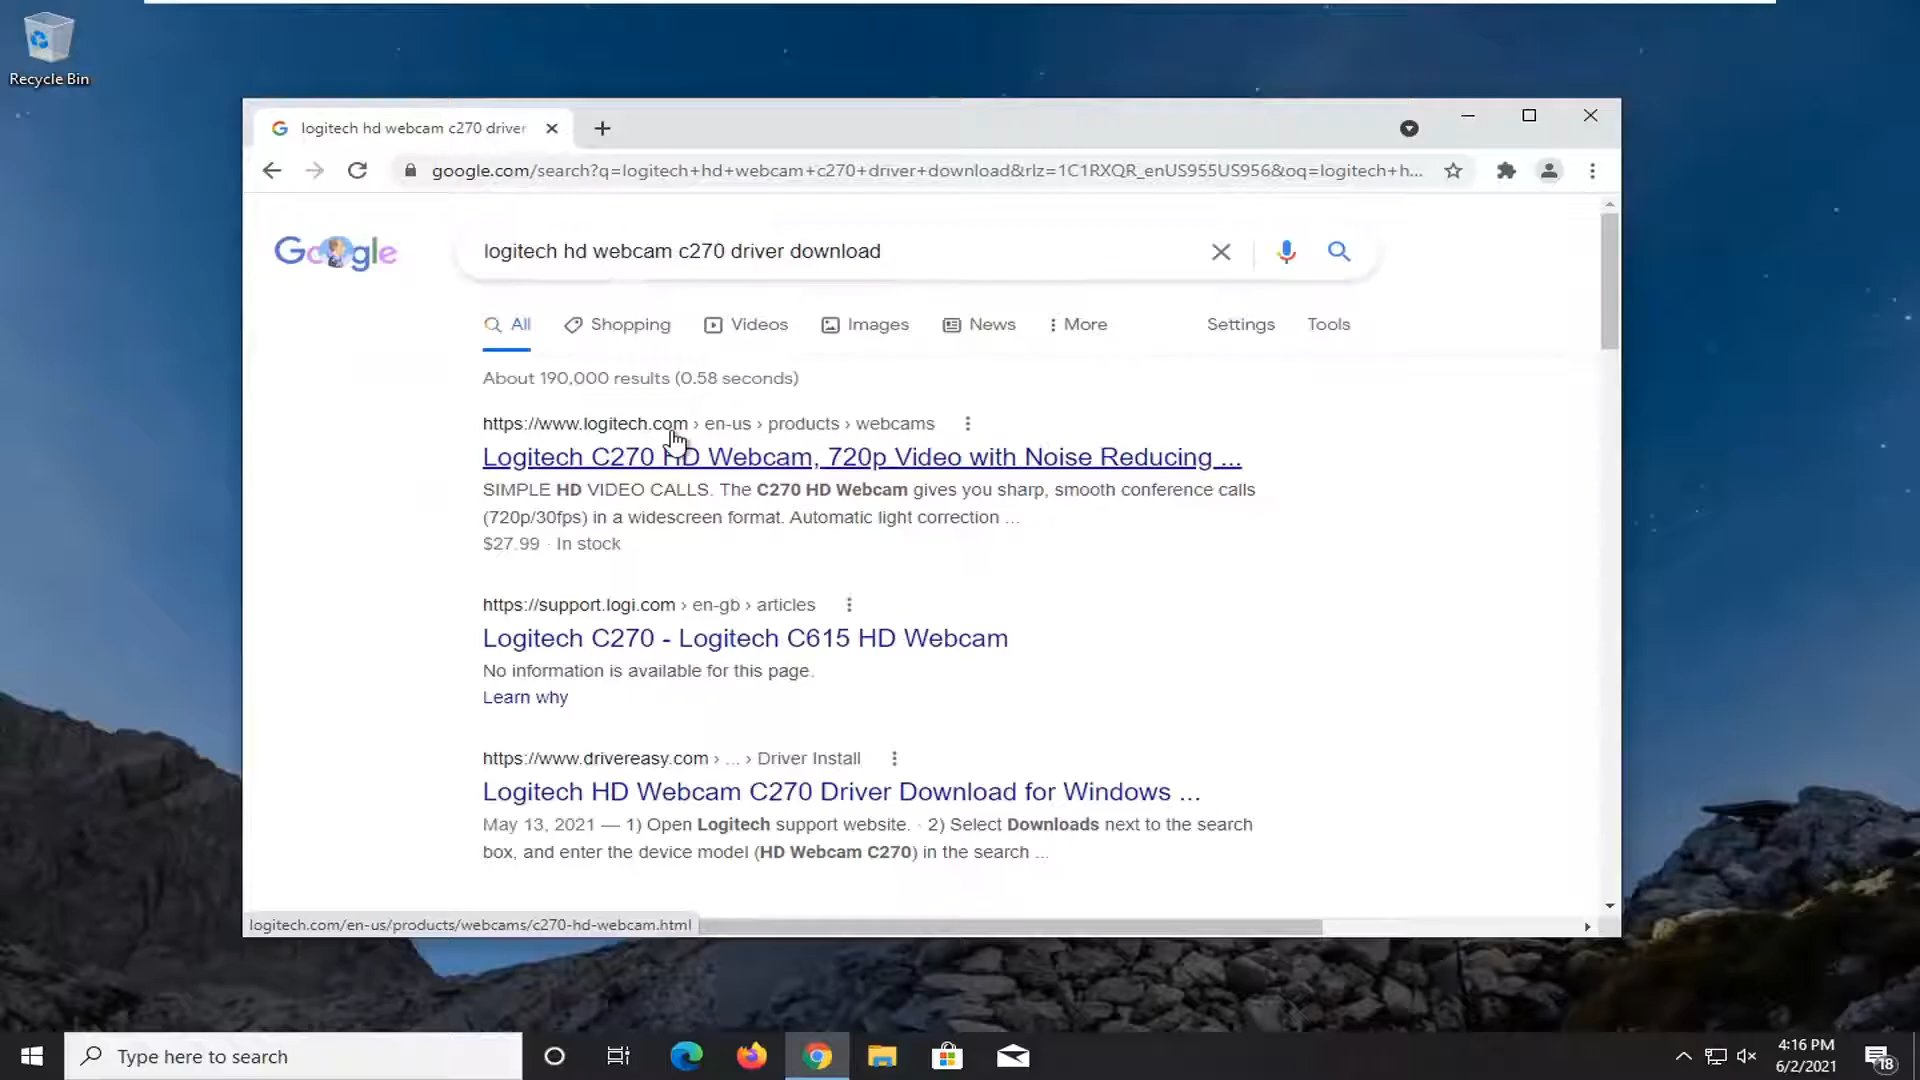 Recycle Bin
logitech hd webcam c270 driver
google.com/search?q=logitech+hd+webcam+c270+driver+download&rlz=1C1RXQR_enUS955US956&oq=logitech+h...
Google
logitech hd webcam c270 driver download
All Shopping Videos Images News More Settings Tools
About 190,000 results (0.58 seconds)
https://www.logitech.com › en-us › products › webcams
Logitech C270 HD Webcam, 720p Video with Noise Reducing ...
SIMPLE HD VIDEO CALLS. The C270 HD Webcam gives you sharp, smooth conference calls
(720p/30fps) in a widescreen format. Automatic light correction ...
$27.99 · In stock
https://support.logi.com › en-gb › articles
Logitech C270 - Logitech C615 HD Webcam
No information is available for this page.
Learn why
https://www.drivereasy.com › ... › Driver Install
Logitech HD Webcam C270 Driver Download for Windows ...
May 13, 2021 — 1) Open Logitech support website. · 2) Select Downloads next to the search
box, and enter the device model (HD Webcam C270) in the search ...
logitech.com/en-us/products/webcams/c270-hd-webcam.html
Type here to search
4:16 PM
6/2/2021
18